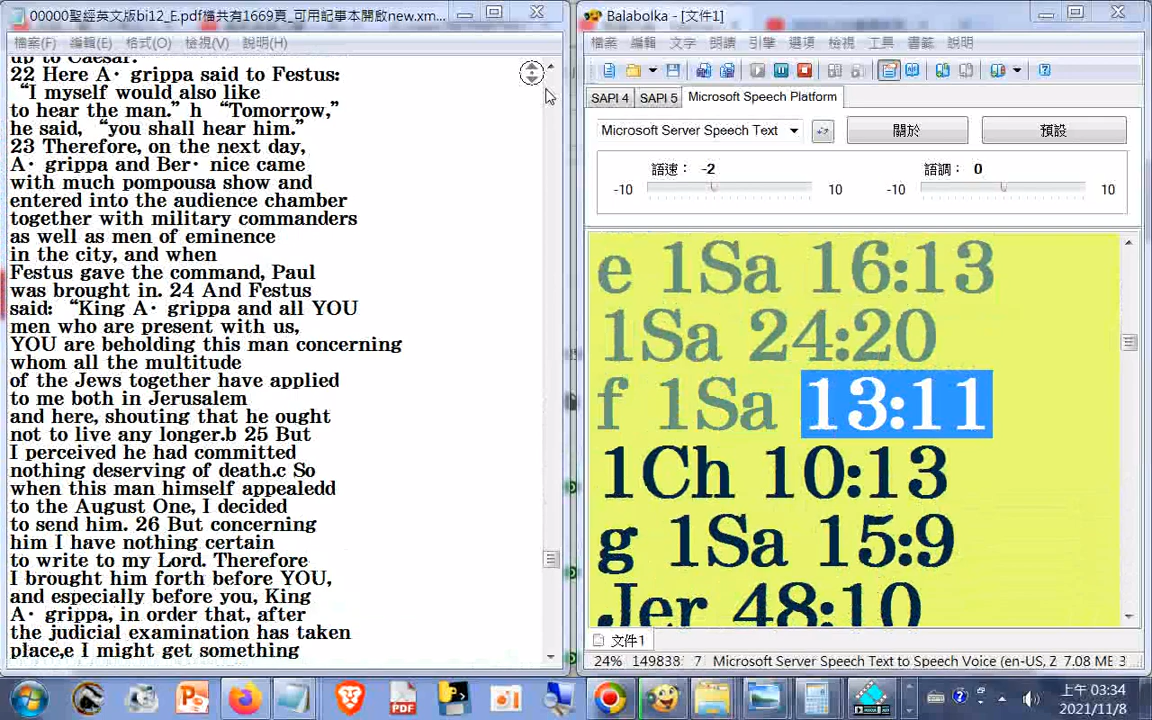 00000聖經英文版bi12_E.pdf檔共有1669頁_可用記事本開啟new.xm...
檔案(F) 編輯(E) 格式(O) 檢視(V) 說明(H)
up to Caesar.
22 Here A· grippa said to Festus:
“I myself would also like
to hear the man.” h “Tomorrow,”
he said, “you shall hear him.”
23 Therefore, on the next day,
A· grippa and Ber· nice came
with much pompousa show and
entered into the audience chamber
together with military commanders
as well as men of eminence
in the city, and when
Festus gave the command, Paul
was brought in. 24 And Festus
said: “King A· grippa and all YOU
men who are present with us,
YOU are beholding this man concerning
whom all the multitude
of the Jews together have applied
to me both in Jerusalem
and here, shouting that he ought
not to live any longer.b 25 But
I perceived he had committed
nothing deserving of death.c So
when this man himself appealedd
to the August One, I decided
to send him. 26 But concerning
him I have nothing certain
to write to my Lord. Therefore
I brought him forth before YOU,
and especially before you, King
A· grippa, in order that, after
the judicial examination has taken
place,e I might get something
Balabolka - [文件1]
檔案 編輯 文字 朗讀 引擎 選項 檢視 工具 書籤 說明
SAPI 4 SAPI 5 Microsoft Speech Platform
Microsoft Server Speech Text 關於 預設
語速： -2 語調： 0
-10 10 -10 10
e 1Sa 16:13
1Sa 24:20
f 1Sa 13:11
1Ch 10:13
g 1Sa 15:9
Jer 48:10
文件1
24% 149838: 7 Microsoft Server Speech Text to Speech Voice (en-US, Z 7.08 MB 3
PDF
上午 03:34
2021/11/8